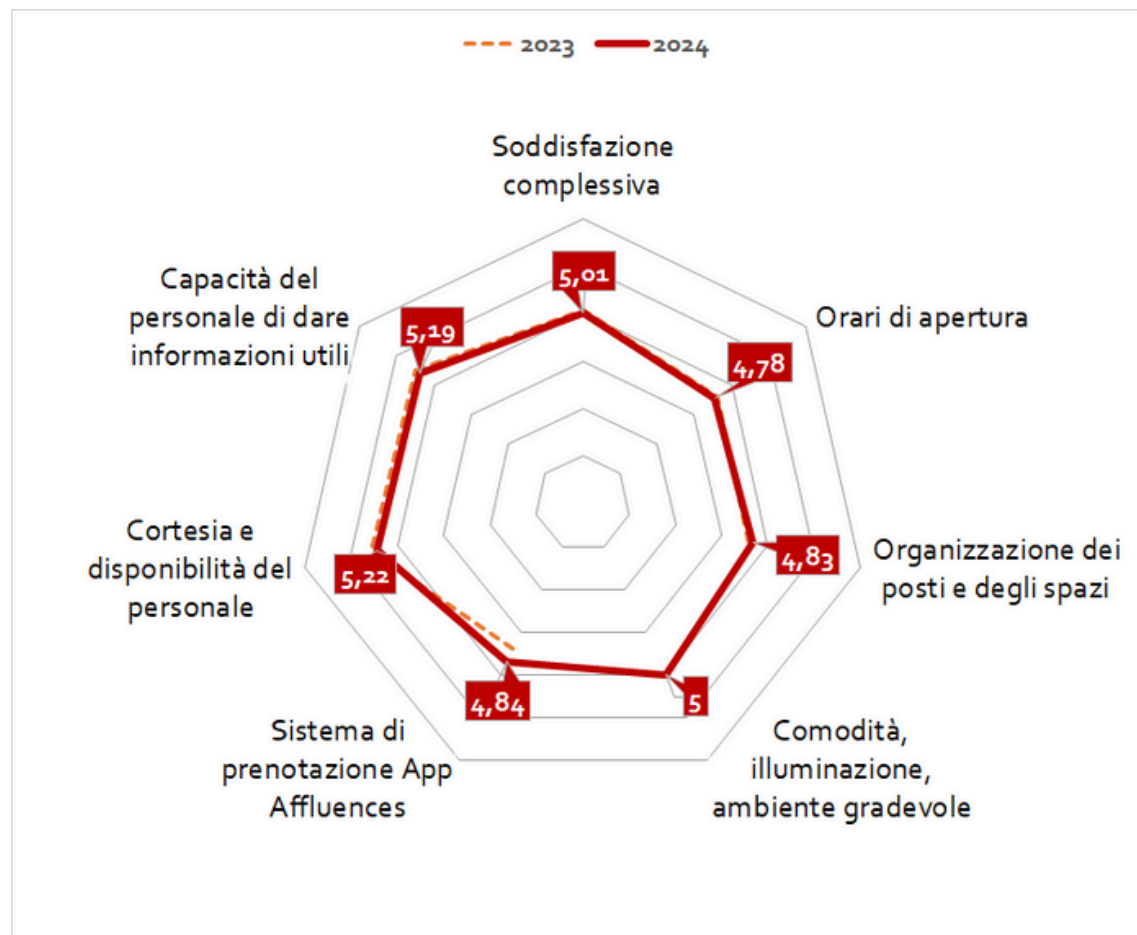 2023 2024
Soddisfazione
complessiva
5,01
Orari di apertura
4,78
Organizzazione dei
posti e degli spazi
4,83
Comodità,
illuminazione,
ambiente gradevole
5
Sistema di
prenotazione App
Affluences
4,84
Cortesia e
disponibilità del
personale
5,22
Capacità del
personale di dare
informazioni utili
5,19